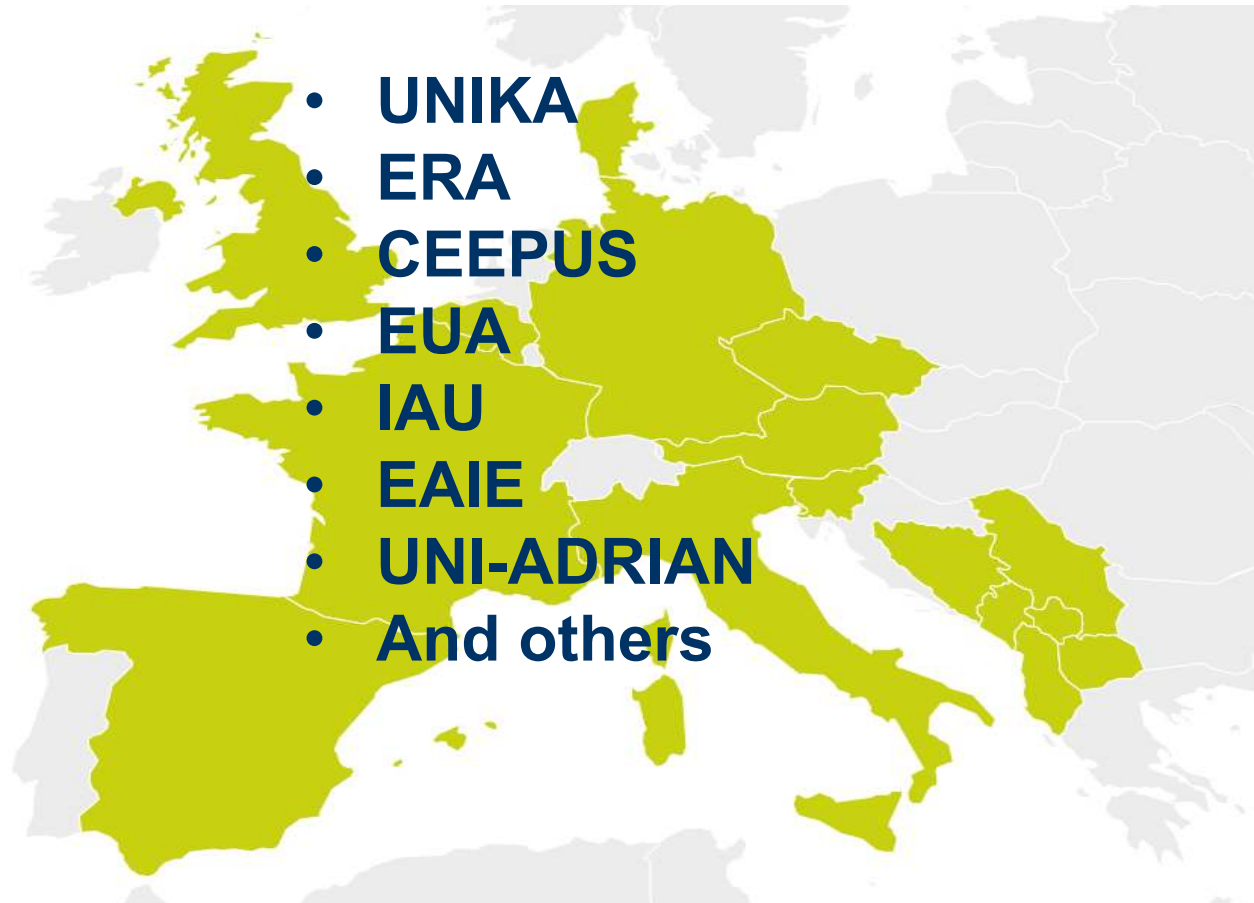 • UNIKA
• ERA
• CEEPUS
• EUA
• IAU
• EAIE
• UNI-ADRIAN
• And others